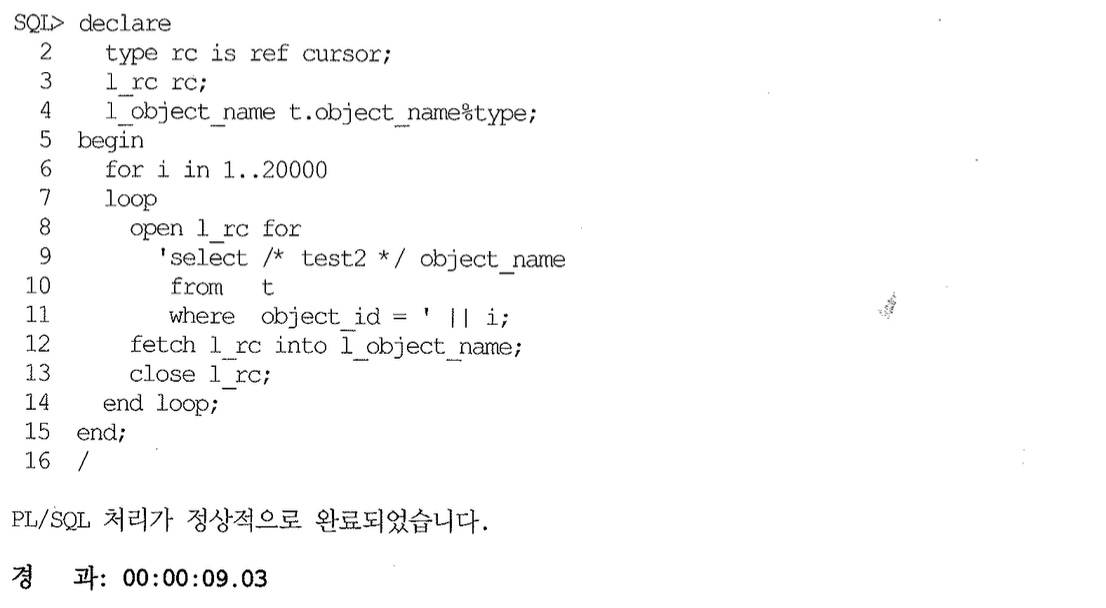 SQL> declare
  2    type rc is ref cursor;
  3    l_rc rc;
  4    l_object_name t.object_name%type;
  5  begin
  6    for i in 1..20000
  7    loop
  8      open l_rc for
  9        'select /* test2 */ object_name
 10         from   t
 11         where  object_id = ' || i;
 12      fetch l_rc into l_object_name;
 13      close l_rc;
 14    end loop;
 15  end;
 16  /
PL/SQL 처리가 정상적으로 완료되었습니다.
경   과: 00:00:09.03